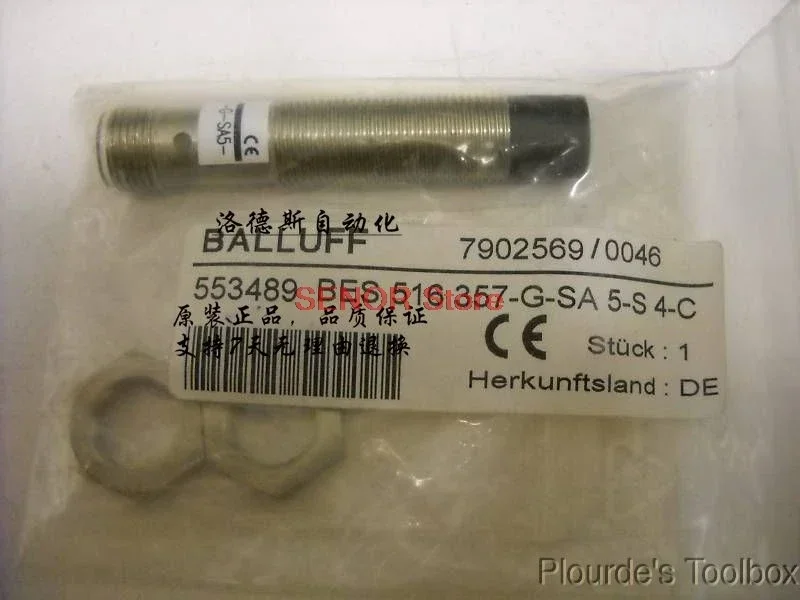 -G-SA5-
CE
洛德斯自动化
BALLUFF
7902569/0046
553489 BES 516-357-G-SA 5-S 4-C
SENOR Store
原装正品，品质保证
支持7天无理由退换
CE
Stück : 1
Herkunftsland : DE
Plourde's Toolbox